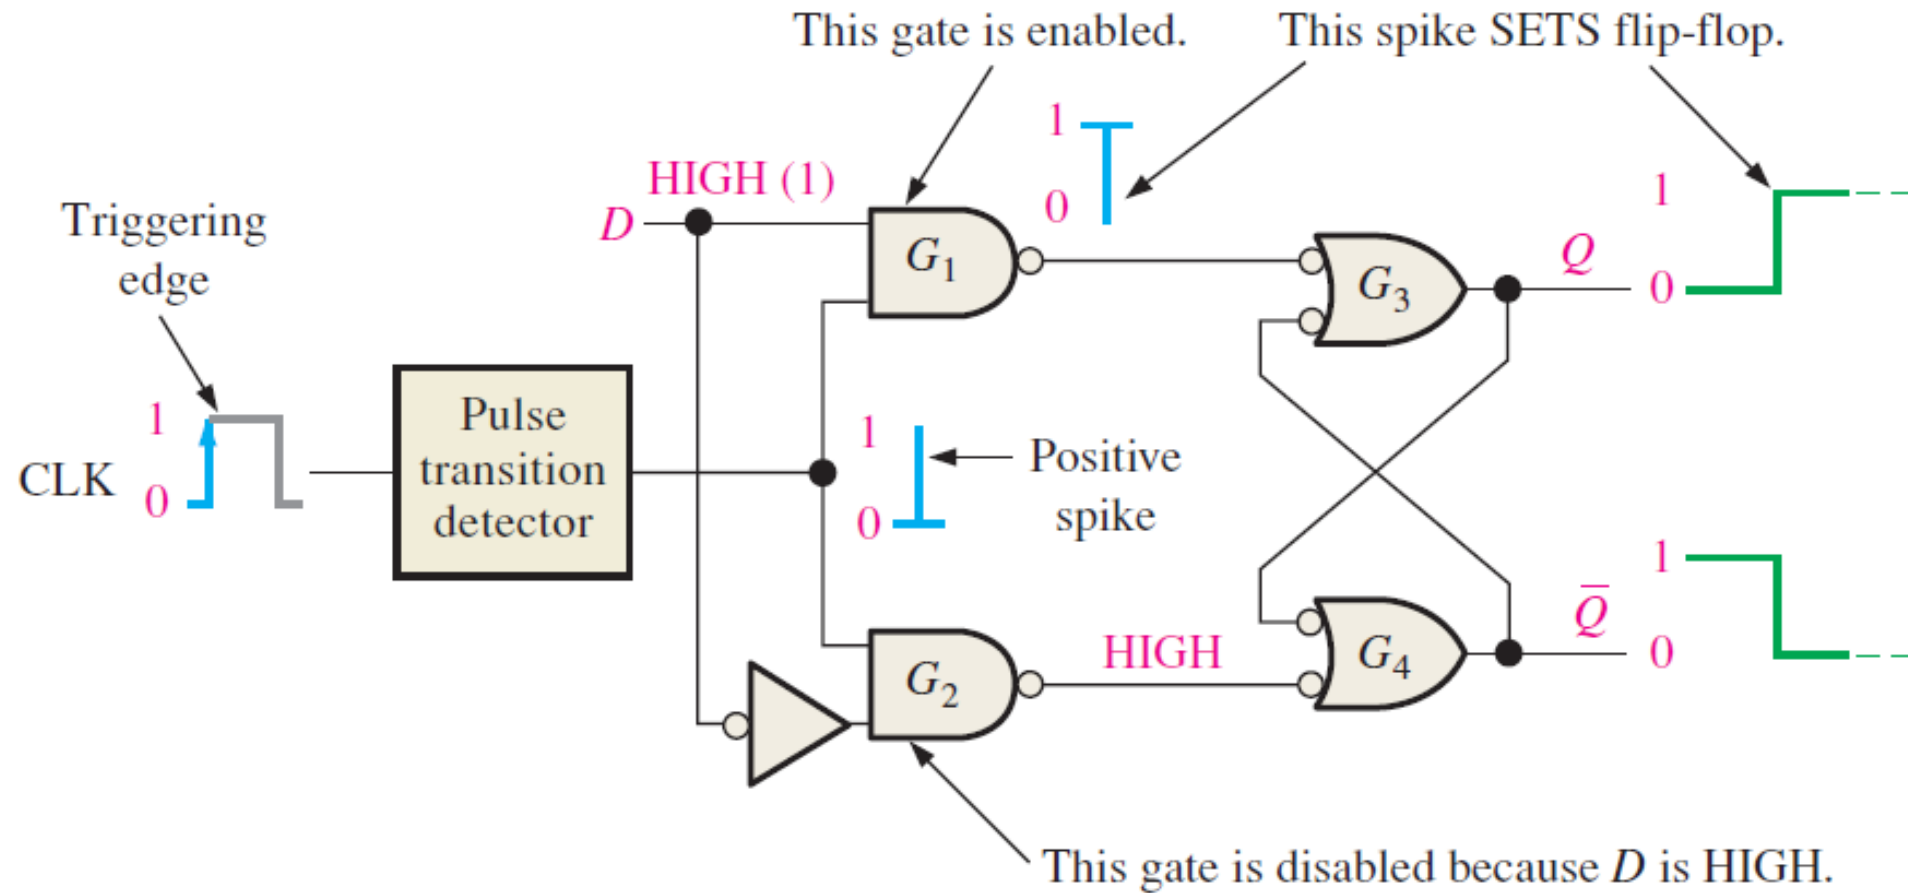 This gate is enabled.
This spike SETS flip-flop.
1
0
HIGH (1)
D
Triggering
edge
G₁
G₃
Q
1
0
1
CLK
0
Pulse
transition
detector
1
0
Positive
spike
G₂
HIGH
G₄
Q̅
1
0
This gate is disabled because D is HIGH.